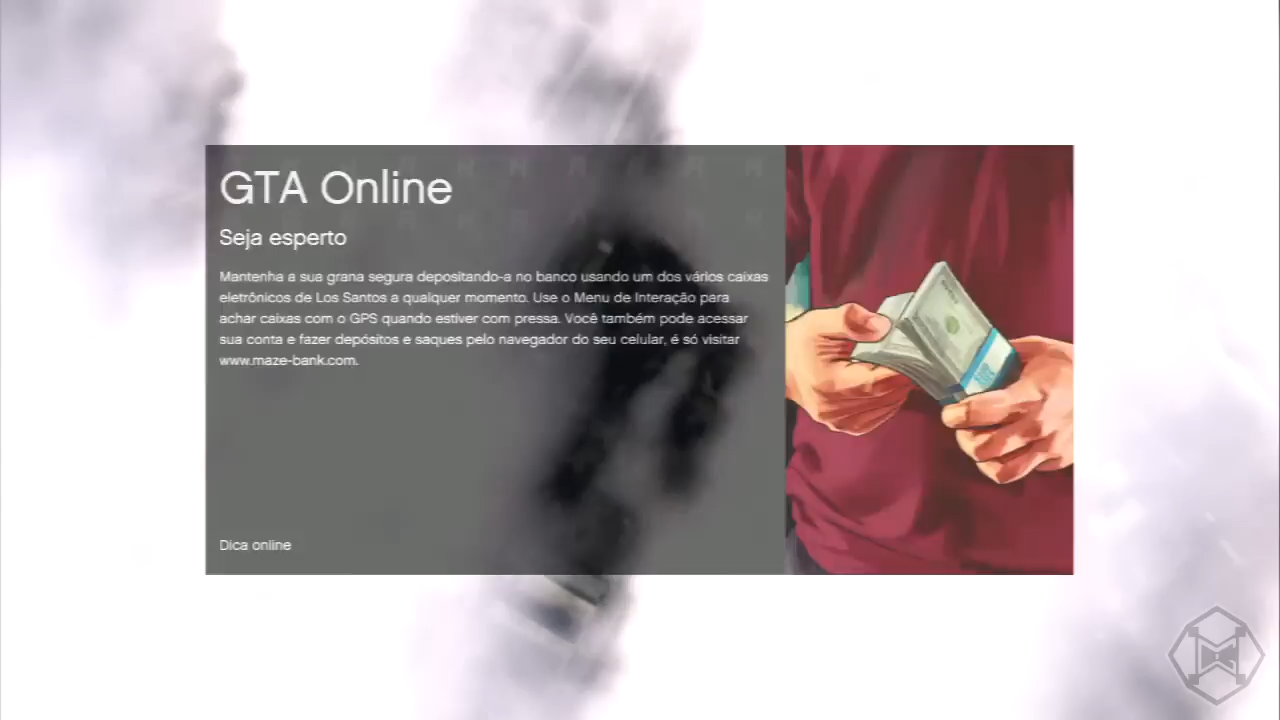 GTA Online
Seja esperto
Mantenha a sua grana segura depositando-a no banco usando um dos vários caixas
eletrônicos de Los Santos a qualquer momento. Use o Menu de Interação para
achar caixas com o GPS quando estiver com pressa. Você também pode acessar
sua conta e fazer depósitos e saques pelo navegador do seu celular, é só visitar
www.maze-bank.com.
Dica online